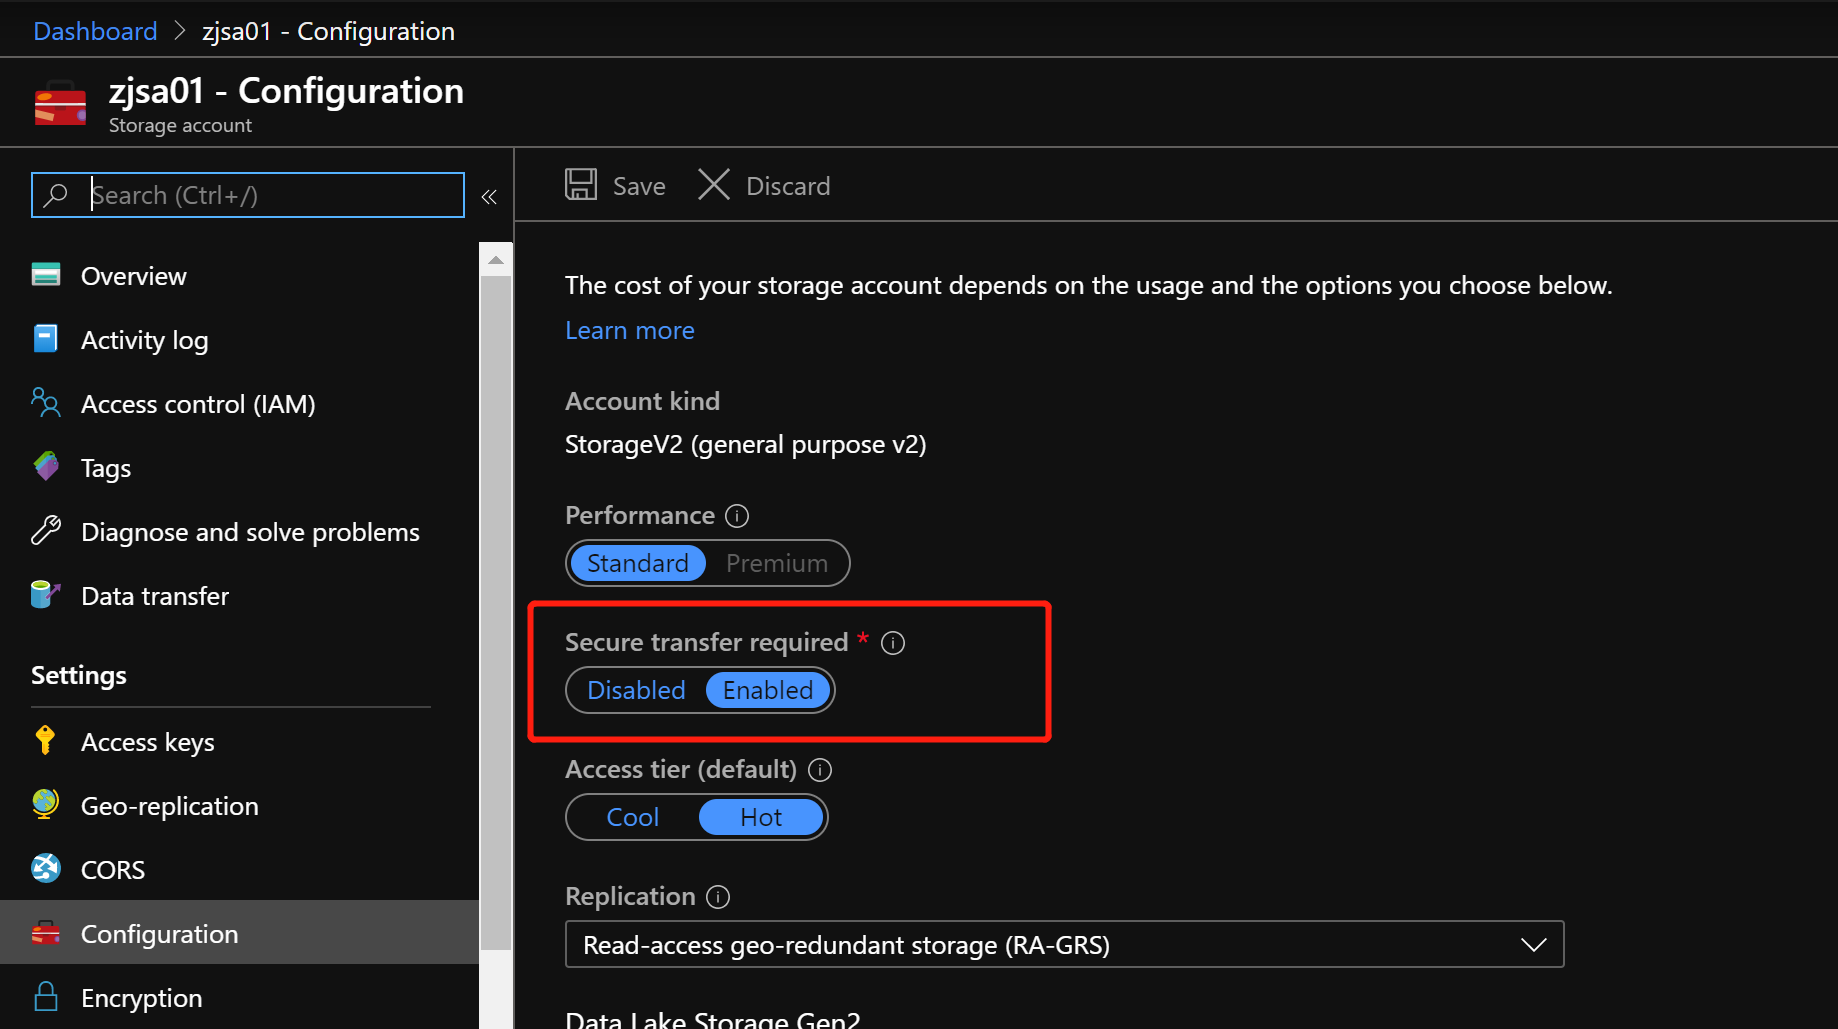 Dashboard > zjsa01 - Configuration
zjsa01 - Configuration
Storage account
Search (Ctrl+/)
«
Overview
Activity log
Access control (IAM)
Tags
Diagnose and solve problems
Data transfer
Settings
Access keys
Geo-replication
CORS
Configuration
Encryption
Save Discard
The cost of your storage account depends on the usage and the options you choose below.
Learn more
Account kind
StorageV2 (general purpose v2)
Performance
Standard Premium
Secure transfer required *
Disabled Enabled
Access tier (default)
Cool Hot
Replication
Read-access geo-redundant storage (RA-GRS)
Data Lake Storage Gen2